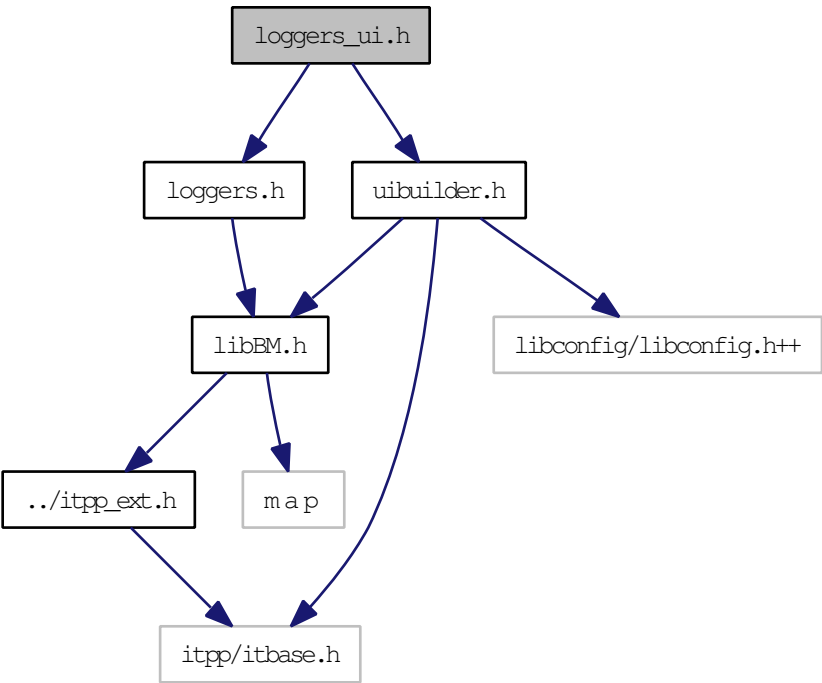 loggers_ui.h
loggers.h
uibuilder.h
libBM.h
libconfig/libconfig.h++
../itpp_ext.h
map
itpp/itbase.h